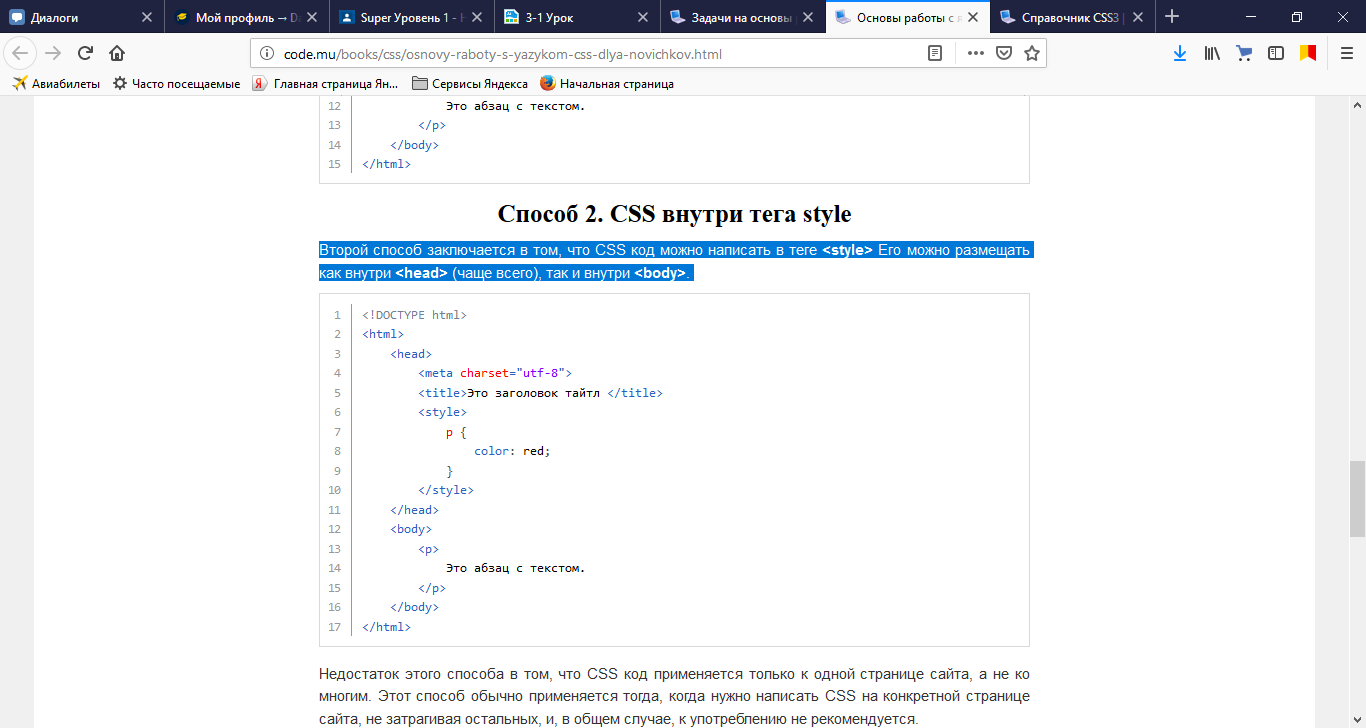 Диалоги
Мой профиль
Super Уровень 1 -
3-1 Урок
Задачи на основы
Основы работы с я
Справочник CSS3
code.mu/books/css/osnovy-raboty-s-yazykom-css-dlya-novichkov.html
Авиабилеты Часто посещаемые Главная страница Ян... Сервисы Яндекса Начальная страница
12 Это абзац с текстом.
13 </p>
14 </body>
15 </html>
Способ 2. CSS внутри тега style
Второй способ заключается в том, что CSS код можно написать в теге <style> Его можно размещать
как внутри <head> (чаще всего), так и внутри <body>.
1 <!DOCTYPE html>
2 <html>
3 <head>
4 <meta charset="utf-8">
5 <title>Это заголовок тайтл </title>
6 <style>
7 p {
8 color: red;
9 }
10 </style>
11 </head>
12 <body>
13 <p>
14 Это абзац с текстом.
15 </p>
16 </body>
17 </html>
Недостаток этого способа в том, что CSS код применяется только к одной странице сайта, а не ко
многим. Этот способ обычно применяется тогда, когда нужно написать CSS на конкретной странице
сайта, не затрагивая остальных, и, в общем случае, к употреблению не рекомендуется.